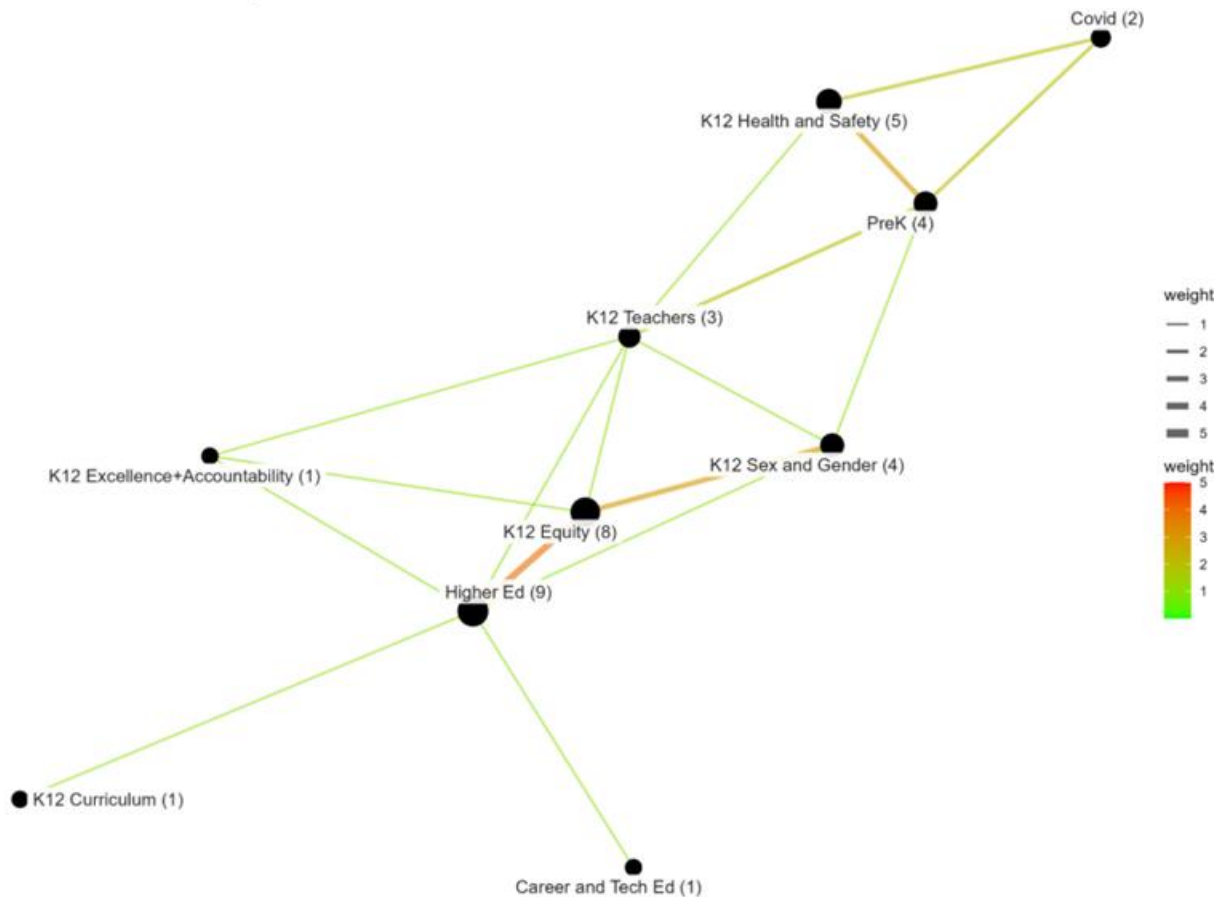 Covid (2)
K12 Health and Safety (5)
PreK (4)
K12 Teachers (3)
K12 Sex and Gender (4)
K12 Excellence+Accountability (1)
K12 Equity (8)
Higher Ed (9)
K12 Curriculum (1)
Career and Tech Ed (1)
weight
1
2
3
4
5
weight
5
4
3
2
1